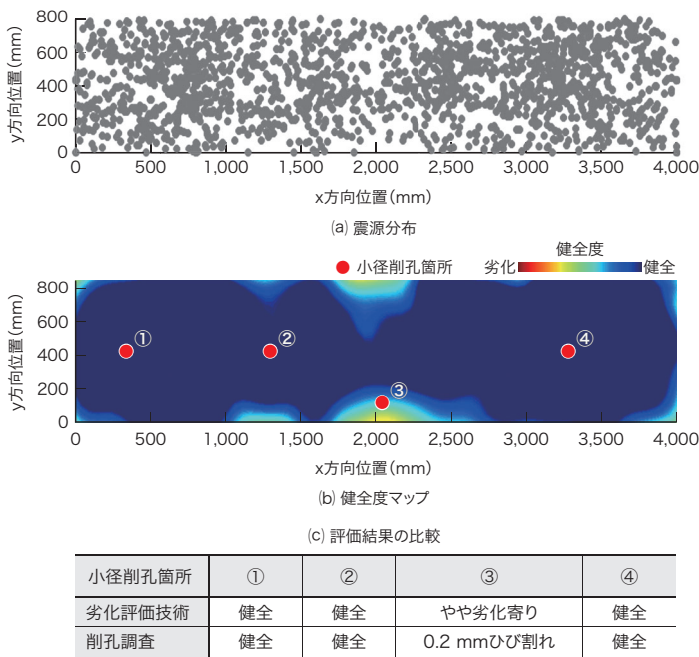 800
600
400
200
0
y方向位置(mm)
0 500 1,000 1,500 2,000 2,500 3,000 3,500 4,000
x方向位置(mm)
(a) 震源分布
健全度
小径削孔箇所 劣化 健全
800
600
400
200
0
y方向位置(mm)
① ② ③ ④
0 500 1,000 1,500 2,000 2,500 3,000 3,500 4,000
x方向位置(mm)
(b) 健全度マップ
(c) 評価結果の比較
小径削孔箇所 ① ② ③ ④
劣化評価技術 健全 健全 やや劣化寄り 健全
削孔調査 健全 健全 0.2 mmひび割れ 健全